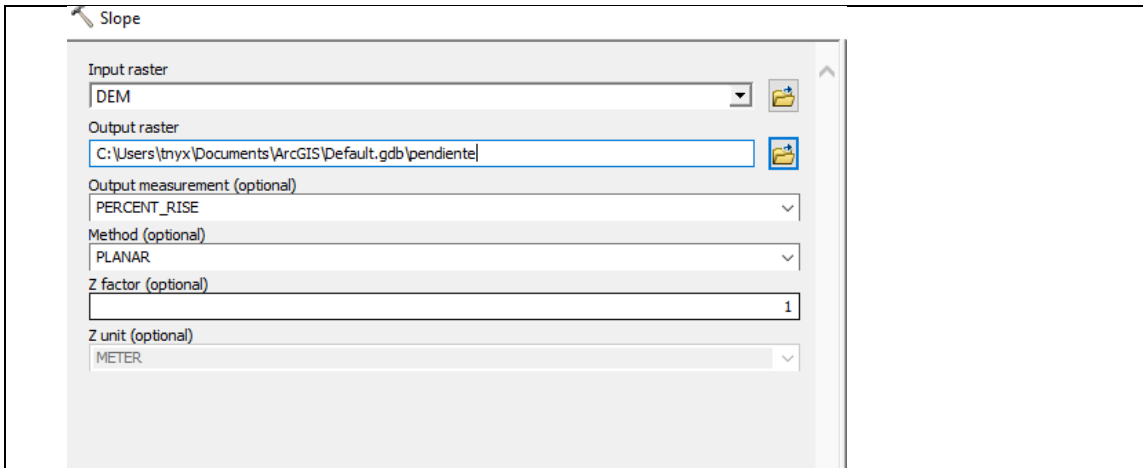 Slope
Input raster
DEM
Output raster
C:\Users\tnyx\Documents\ArcGIS\Default.gdb\pendiente
Output measurement (optional)
PERCENT_RISE
Method (optional)
PLANAR
Z factor (optional)
1
Z unit (optional)
METER